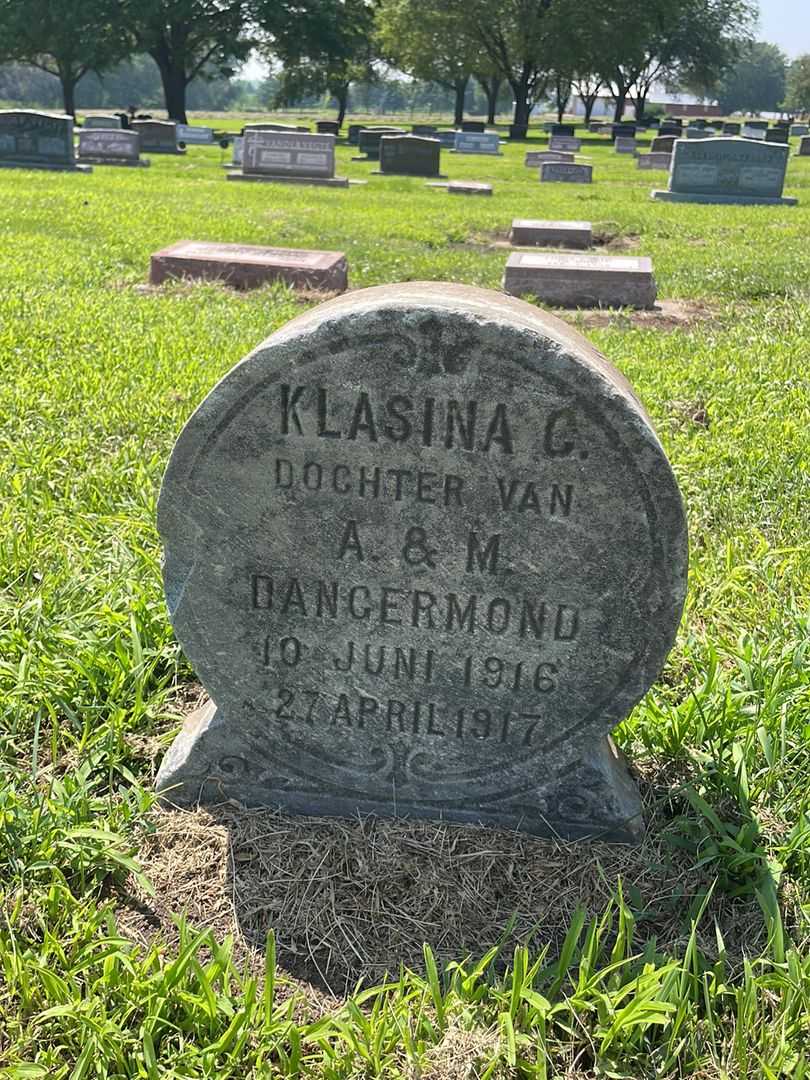 KLASINA C.
DOCHTER VAN
A. & M.
DANGERMOND
10 JUNI 1916
27 APRIL 1917